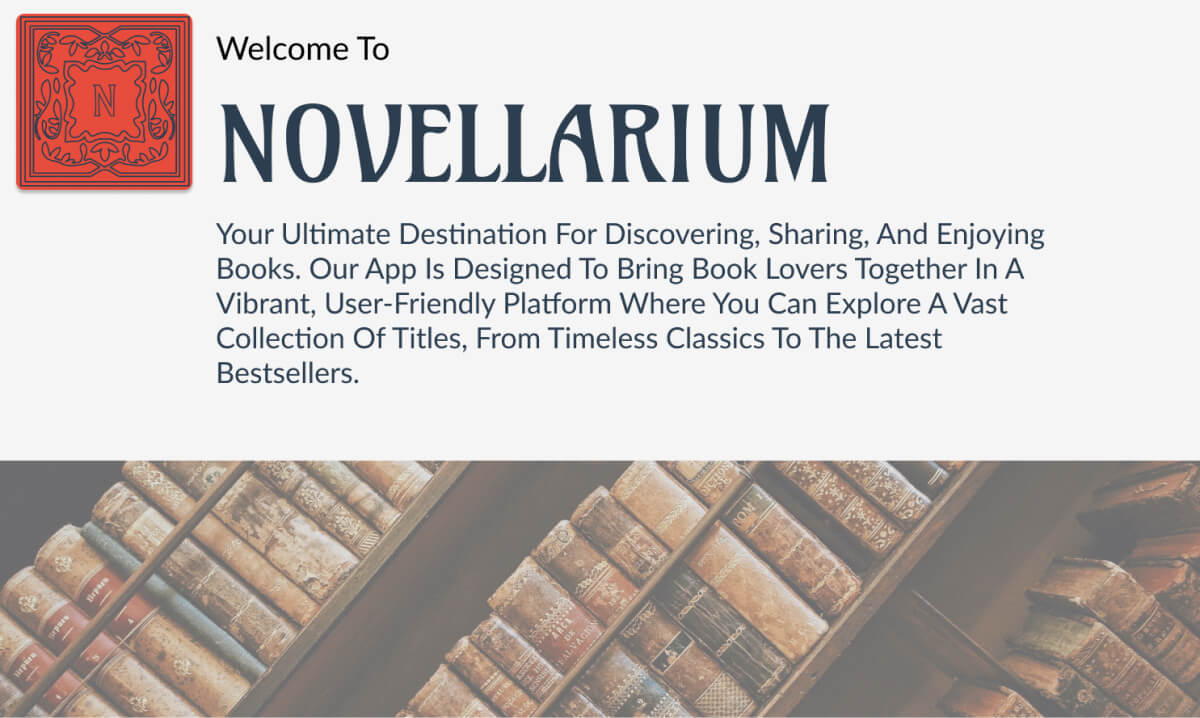 N
Welcome To
NOVELLARIUM
Your Ultimate Destination For Discovering, Sharing, And Enjoying
Books. Our App Is Designed To Bring Book Lovers Together In A
Vibrant, User-Friendly Platform Where You Can Explore A Vast
Collection Of Titles, From Timeless Classics To The Latest
Bestsellers.